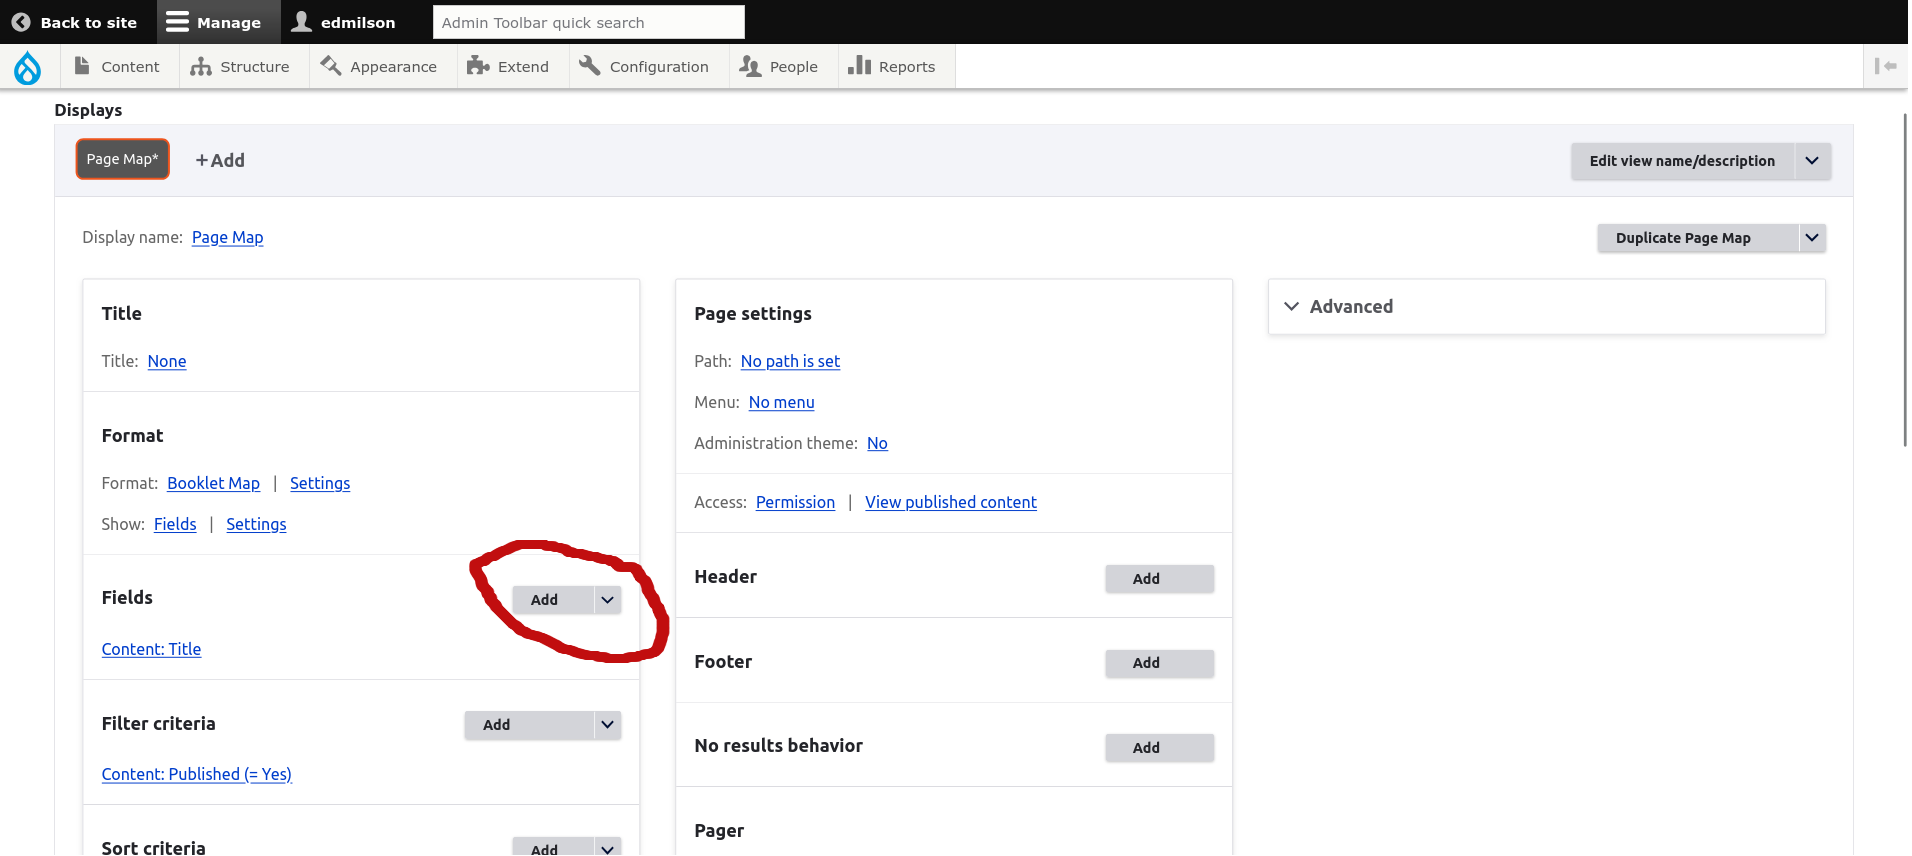 Back to site Manage edmilson Admin Toolbar quick search
Content Structure Appearance Extend Configuration People Reports
Displays
Page Map* +Add Edit view name/description
Display name: Page Map Duplicate Page Map
Title
Title: None
Format
Format: Booklet Map | Settings
Show: Fields | Settings
Fields Add
Content: Title
Filter criteria Add
Content: Published (= Yes)
Sort criteria Add
Page settings
Path: No path is set
Menu: No menu
Administration theme: No
Access: Permission | View published content
Header Add
Footer Add
No results behavior Add
Pager
Advanced